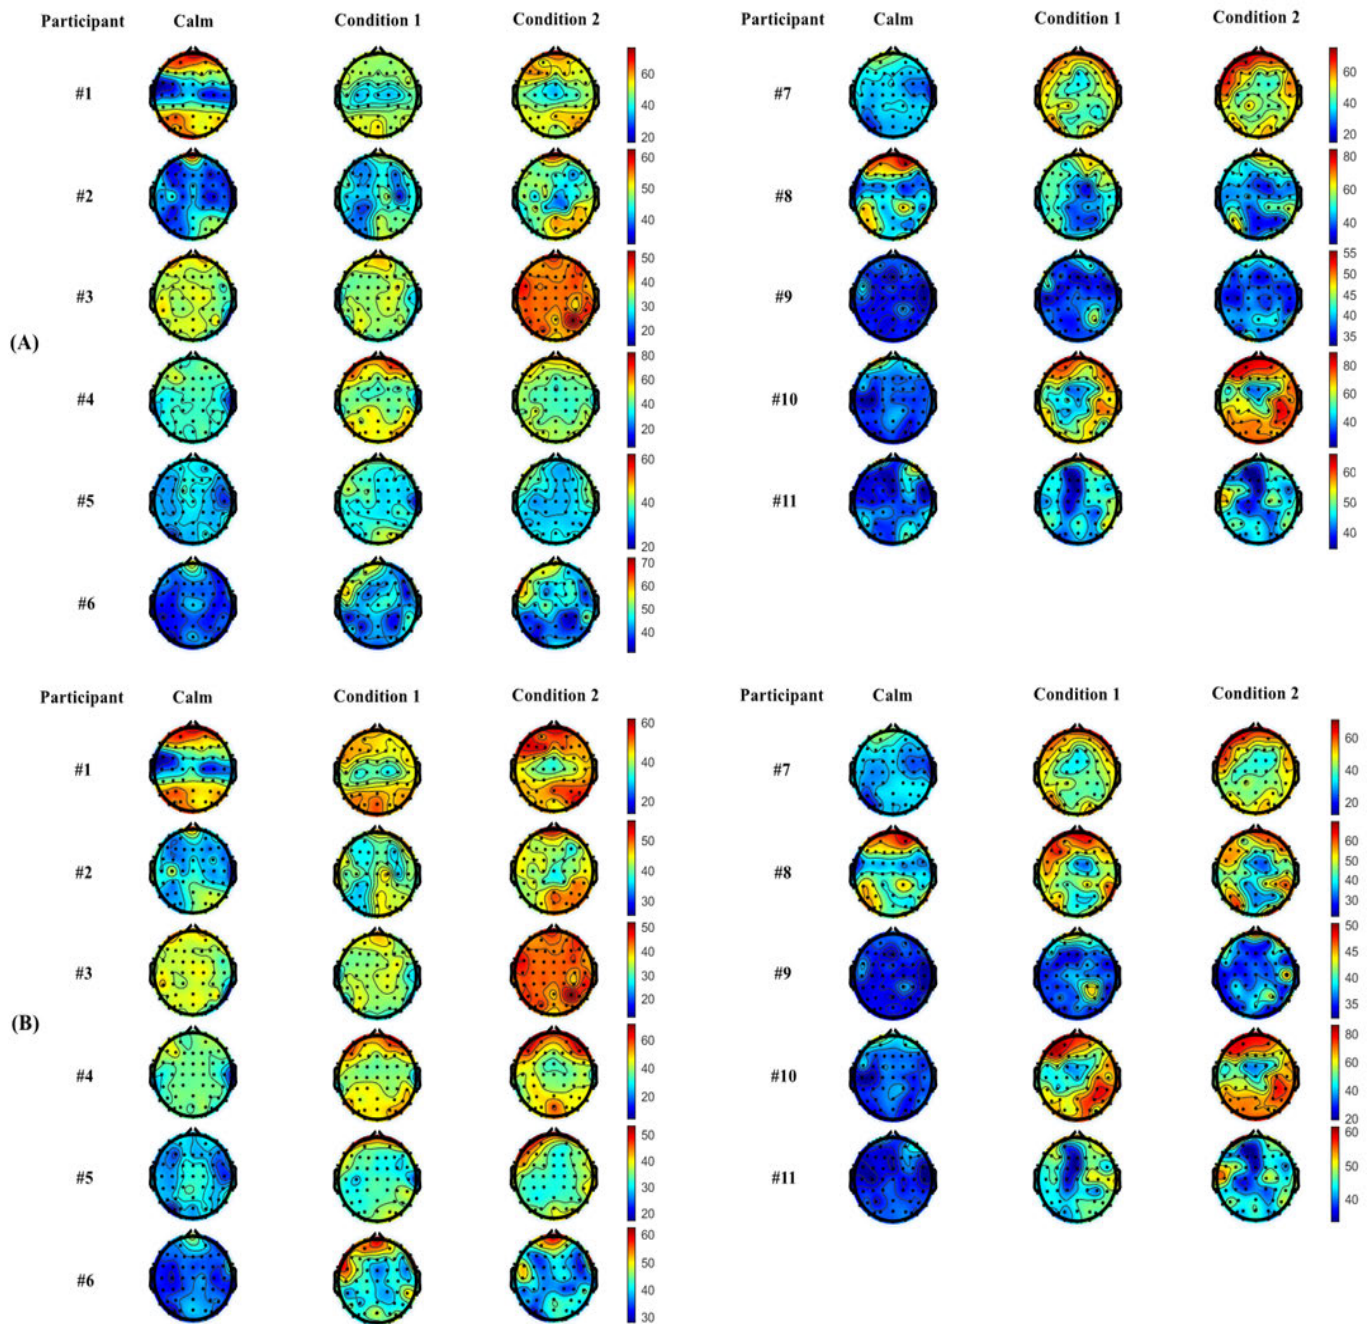 Participant Calm Condition 1 Condition 2 Participant Calm Condition 1 Condition 2
#1 60 40 20 #7 60 40 20
#2 60 50 40 #8 80 60 40
#3 50 40 30 20 #9 55 50 45 40 35
(A)
#4 80 60 40 20 #10 80 60 40
#5 60 40 20 #11 60 50 40
#6 70 60 50 40
Participant Calm Condition 1 Condition 2 Participant Calm Condition 1 Condition 2
#1 60 40 20 #7 60 40 20
#2 50 40 30 #8 60 50 40 30
#3 50 40 30 20 #9 50 45 40 35
(B)
#4 60 40 20 #10 80 60 40 20
#5 50 40 30 20 #11 60 50 40
#6 60 50 40 30